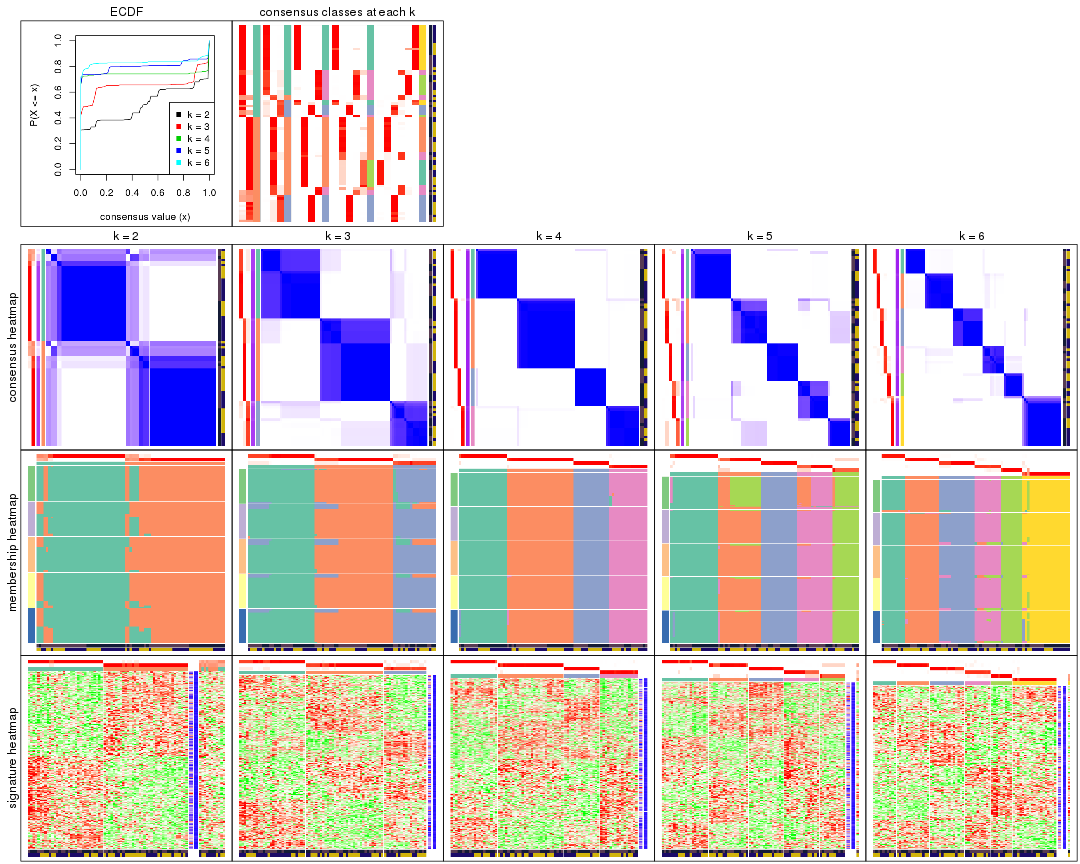 ECDF
consensus classes at each k
P(X <= x)
0.0 0.2 0.4 0.6 0.8 1.0
k = 2
k = 3
k = 4
k = 5
k = 6
0.0 0.2 0.4 0.6 0.8 1.0
consensus value (x)
k = 2 k = 3 k = 4 k = 5 k = 6
consensus heatmap
membership heatmap
signature heatmap